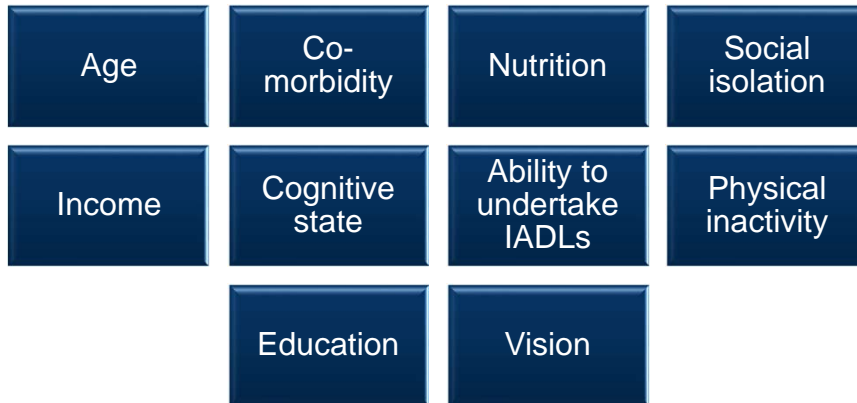 Age
Co-
morbidity
Nutrition
Social
isolation
Income
Cognitive
state
Ability to
undertake
IADLs
Physical
inactivity
Education
Vision